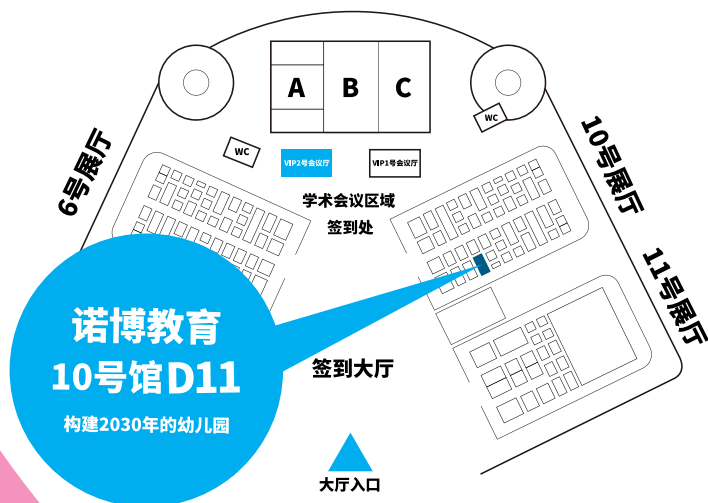 A B C
WC
WC
VIP2号会议厅
VIP1号会议厅
10号展厅
6号展厅
学术会议区域
签到处
11号展厅
诺博教育
10号馆D11
构建2030年的幼儿园
签到大厅
大厅入口